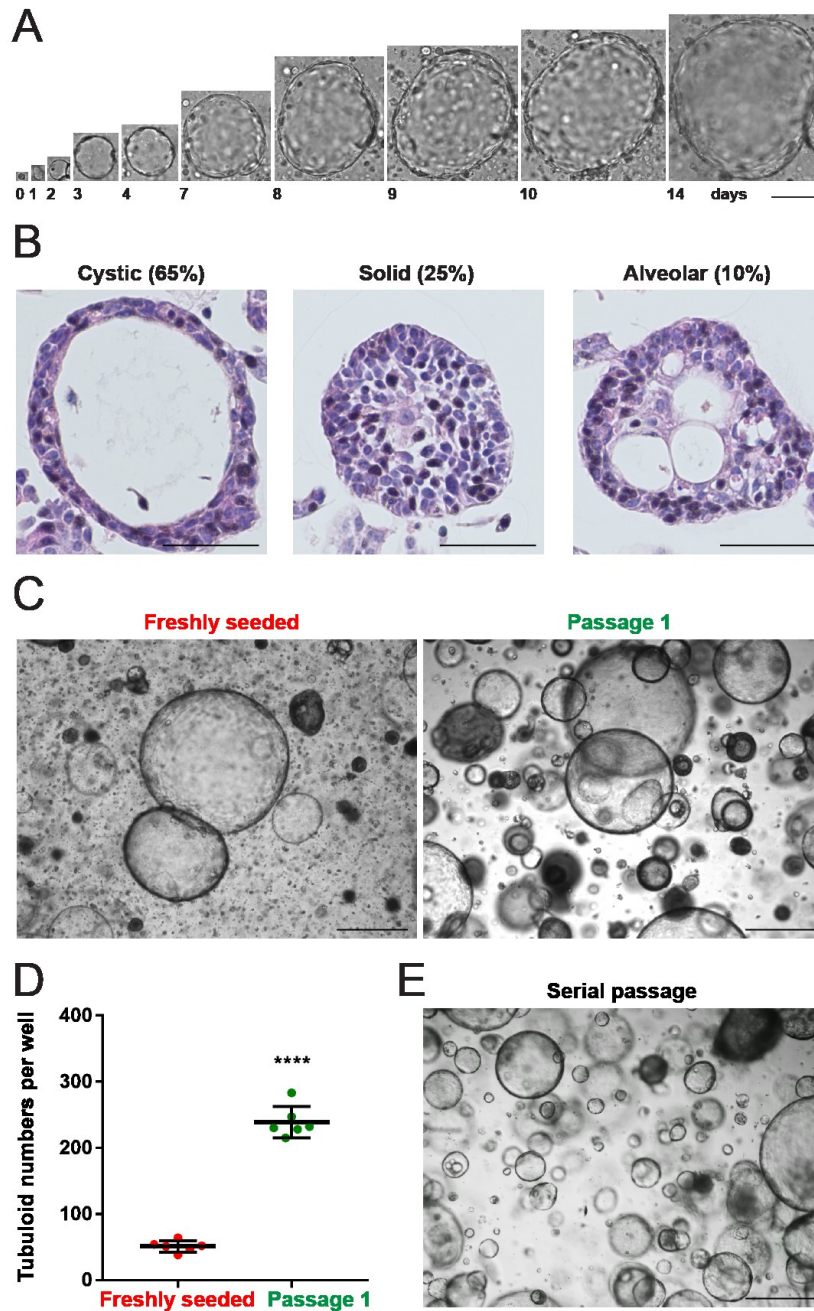 A
0 1 2 3 4 7 8 9 10 14 days
B
Cystic (65%) Solid (25%) Alveolar (10%)
C
Freshly seeded Passage 1
D
Tubuloid numbers per well
400
300
200
100
0
****
Freshly seeded Passage 1
E
Serial passage